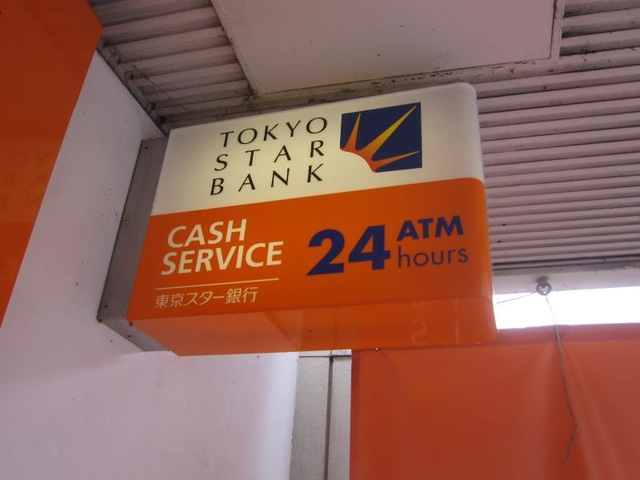 TOKYO
STAR
BANK
CASH
SERVICE
東京スター銀行
24 ATM
hours